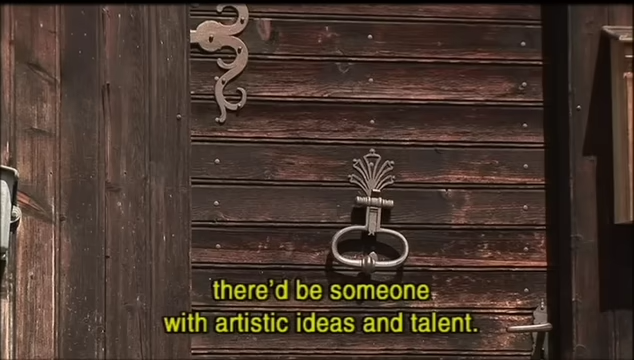 there'd be someone
with artistic ideas and talent.